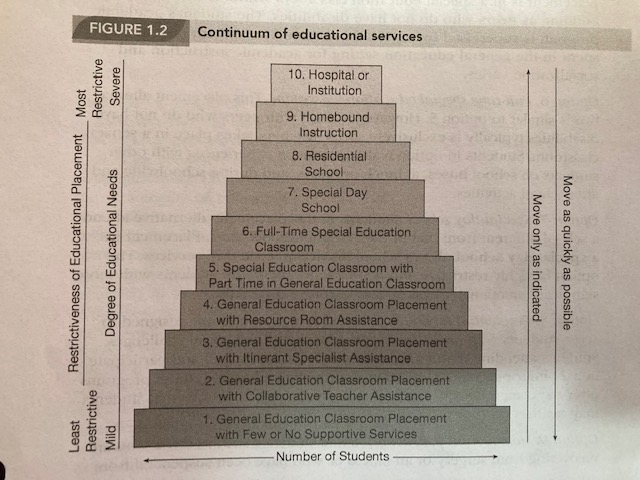 FIGURE 1.2
Continuum of educational services
Restrictiveness of Educational Placement
Least
Restrictive
Most
Restrictive
Degree of Educational Needs
Mild
Severe
10. Hospital or
Institution
9. Homebound
Instruction
8. Residential
School
7. Special Day
School
6. Full-Time Special Education
Classroom
5. Special Education Classroom with
Part Time in General Education Classroom
4. General Education Classroom Placement
with Resource Room Assistance
3. General Education Classroom Placement
with Itinerant Specialist Assistance
2. General Education Classroom Placement
with Collaborative Teacher Assistance
1. General Education Classroom Placement
with Few or No Supportive Services
Number of Students
Move only as indicated
Move as quickly as possible